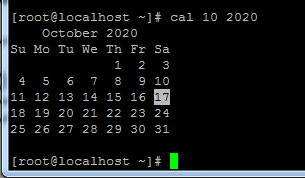 [root@localhost ~]# cal 10 2020
    October 2020
Su Mo Tu We Th Fr Sa
             1  2  3
 4  5  6  7  8  9 10
11 12 13 14 15 16 17
18 19 20 21 22 23 24
25 26 27 28 29 30 31

[root@localhost ~]#